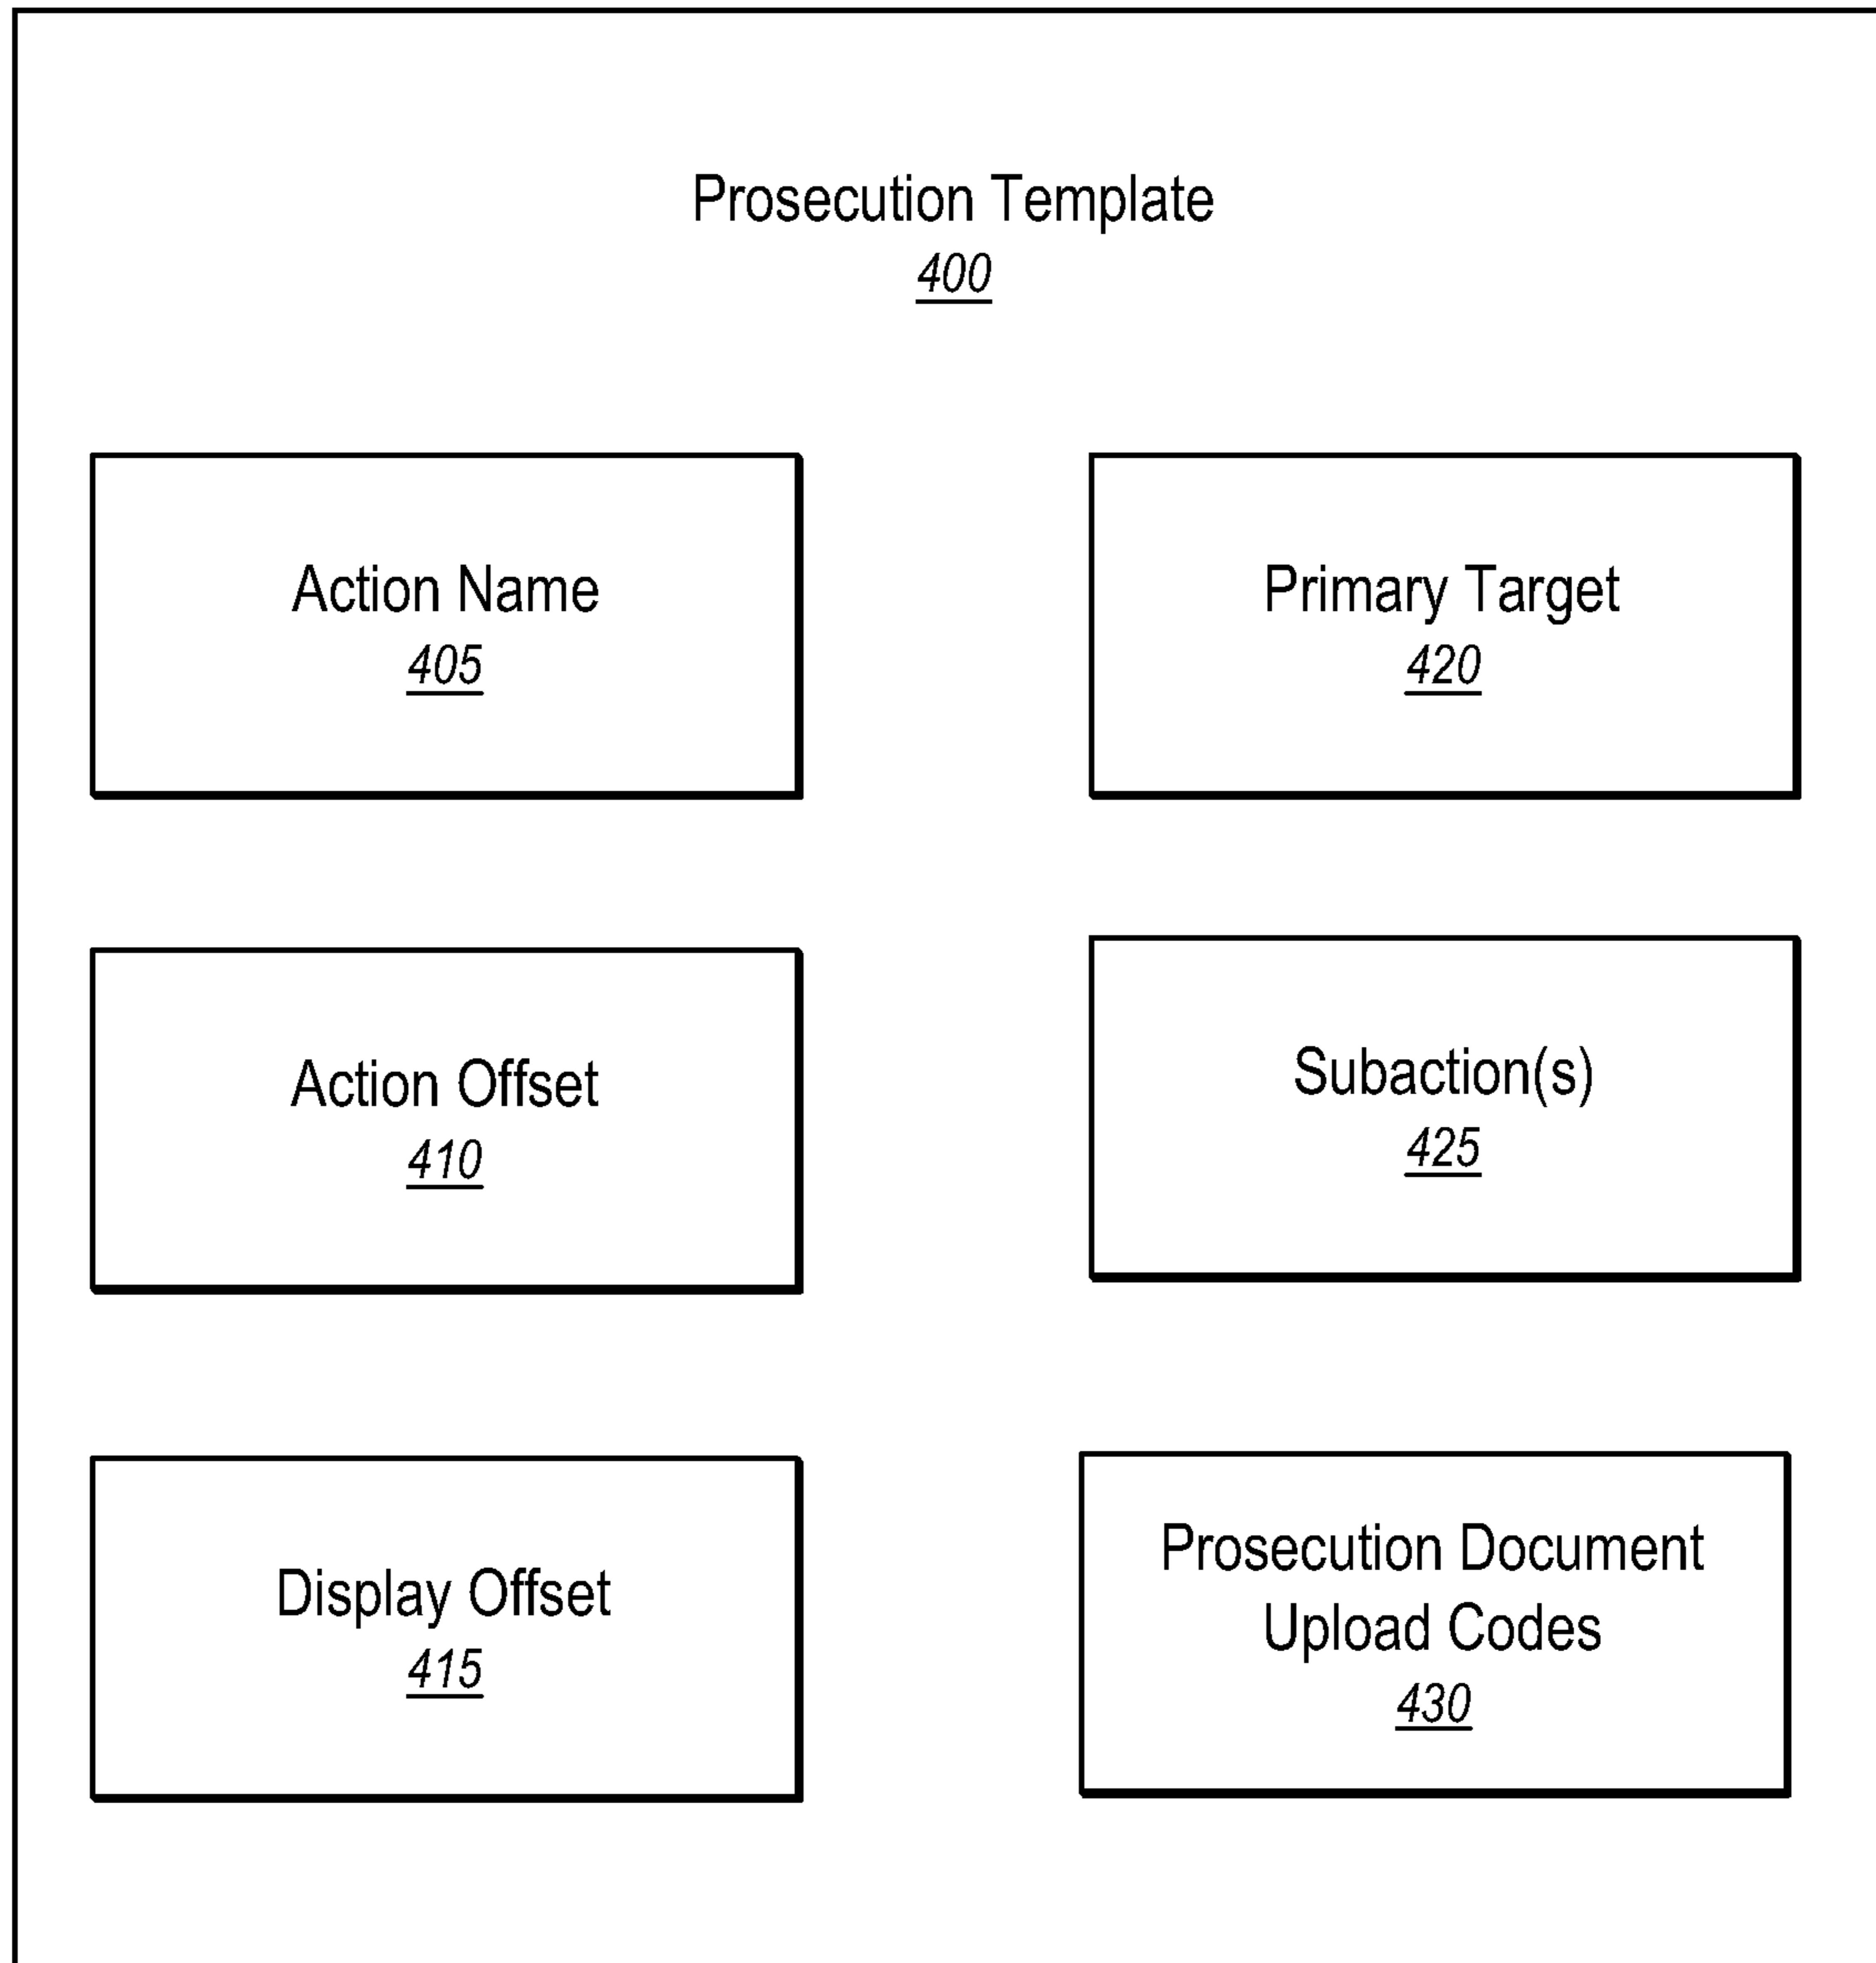 Prosecution Template
400
Action Name
405
Primary Target
420
Action Offset
410
Subaction(s)
425
Display Offset
415
Prosecution Document
Upload Codes
430